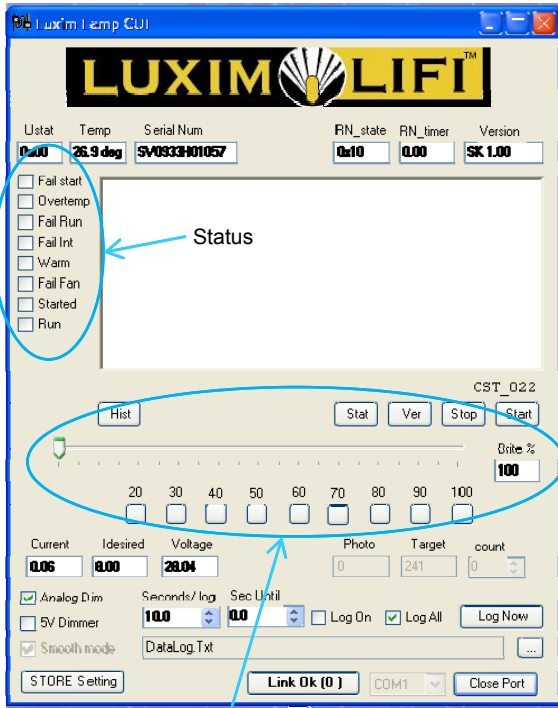 Luxim Lamp GUI
LUXIM LIFI™
Ustat Temp Serial Num RN_state RN_timer Version
0x00 26.9 deg SV0933H01057 0x10 0.00 SK 1.00
Fail start
Overtemp
Fail Run
Fail Int
Warm
Fail Fan
Started
Run
Status
CST_022
Hist Stat Ver Stop Start
Brite %
100
20 30 40 50 60 70 80 90 100
Current Idesired Voltage Photo Target count
0.06 8.00 28.04 0 241 0
Analog Dim Seconds/log Sec Until
5V Dimmer 10.0 0.0 Log On Log All Log Now
Smooth mode DataLog.Txt ...
STORE Setting Link Ok (0 ) COM1 Close Port